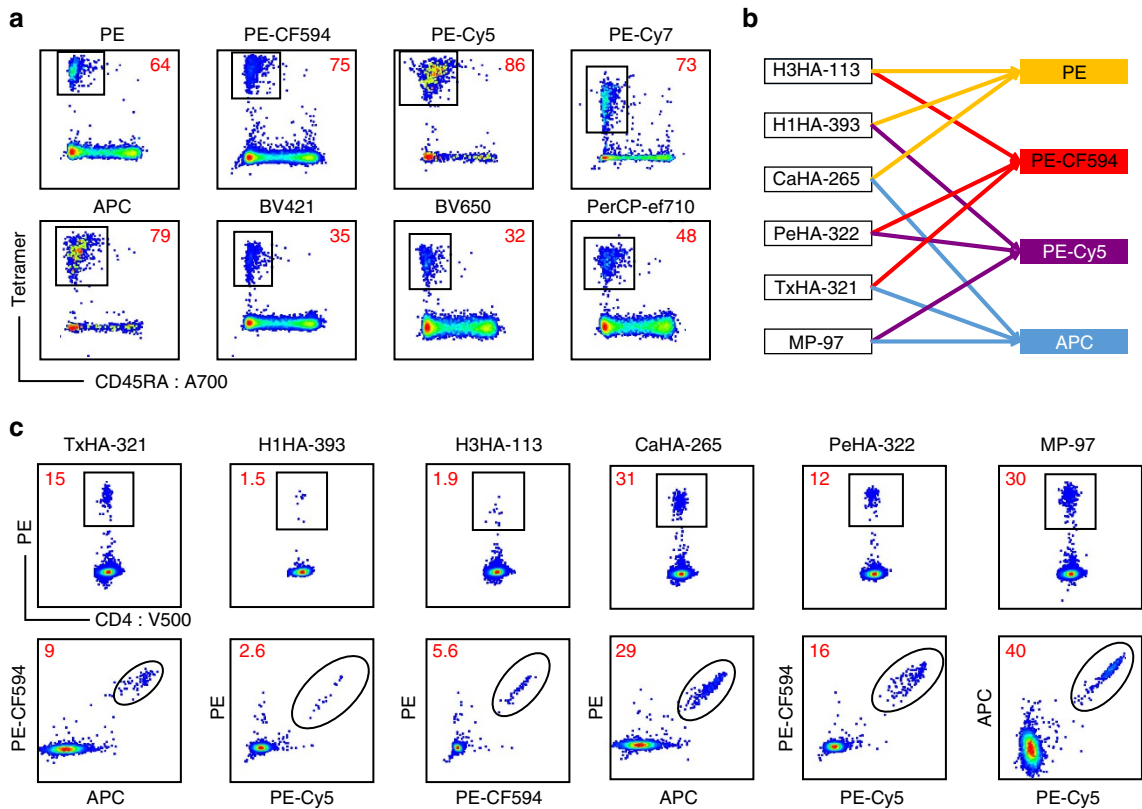 a
PE PE-CF594 PE-Cy5 PE-Cy7
64 75 86 73
APC BV421 BV650 PerCP-ef710
79 35 32 48
Tetramer
CD45RA : A700
b
H3HA-113 PE
H1HA-393
CaHA-265 PE-CF594
PeHA-322 PE-Cy5
TxHA-321
MP-97 APC
c
TxHA-321 H1HA-393 H3HA-113 CaHA-265 PeHA-322 MP-97
15 1.5 1.9 31 12 30
PE
CD4 : V500
9 2.6 5.6 29 16 40
PE-CF594 PE PE PE PE-CF594 APC
APC PE-Cy5 PE-CF594 APC PE-Cy5 PE-Cy5